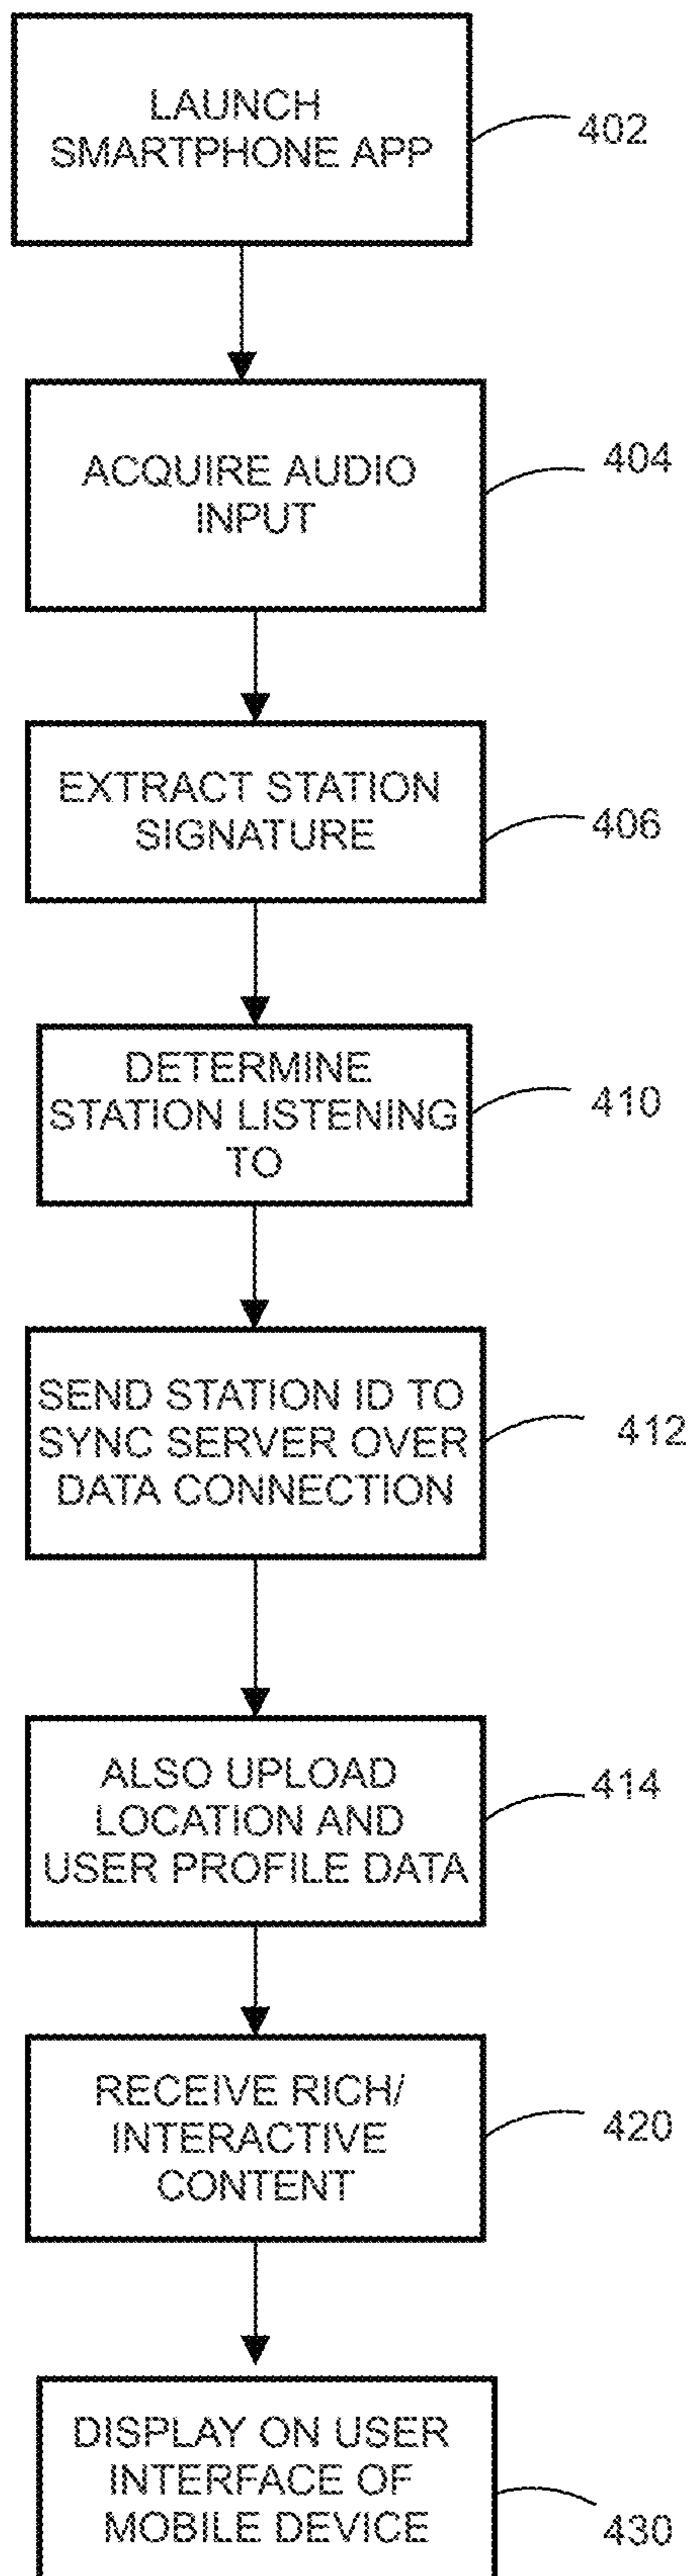 LAUNCH
SMARTPHONE APP
402
ACQUIRE AUDIO
INPUT
404
EXTRACT STATION
SIGNATURE
406
DETERMINE
STATION LISTENING
TO
410
SEND STATION ID TO
SYNC SERVER OVER
DATA CONNECTION
412
ALSO UPLOAD
LOCATION AND
USER PROFILE DATA
414
RECEIVE RICH/
INTERACTIVE
CONTENT
420
DISPLAY ON USER
INTERFACE OF
MOBILE DEVICE
430